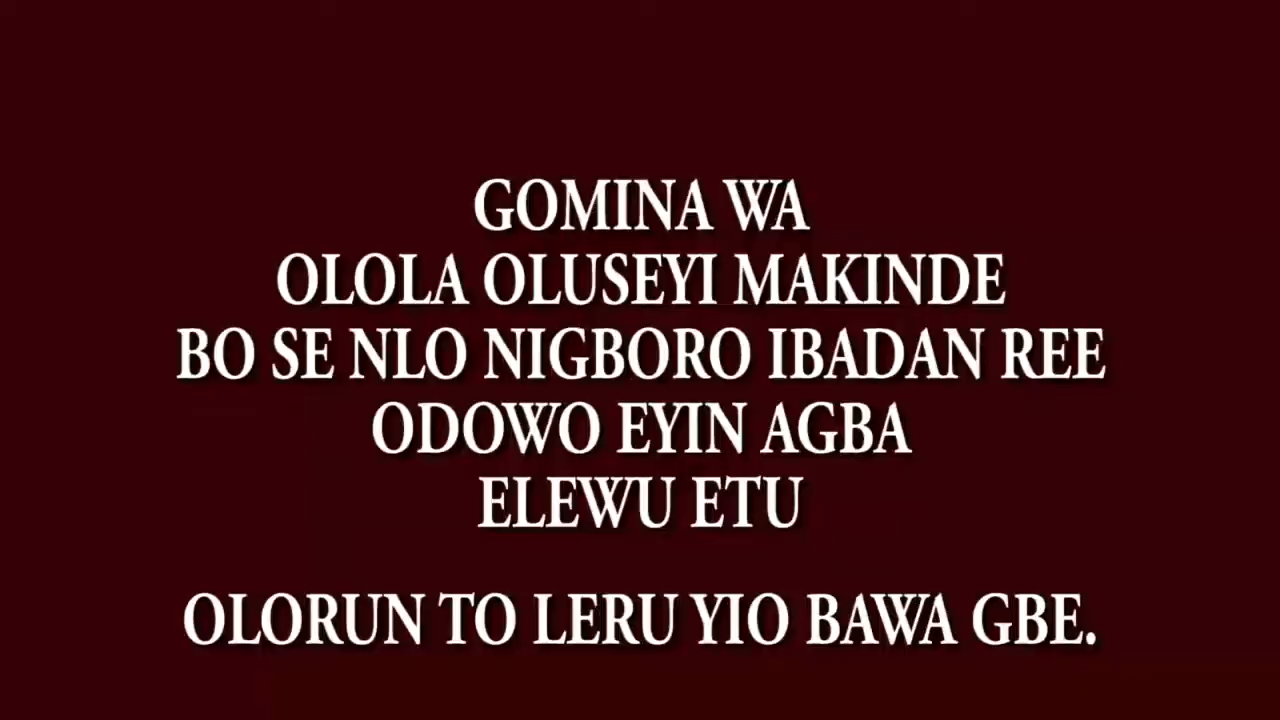 GOMINA WA
OLOLA OLUSEYI MAKINDE
BO SE NLO NIGBORO IBADAN REE
ODOWO EYIN AGBA
ELEWU ETU
OLORUN TO LERU YIO BAWA GBE.